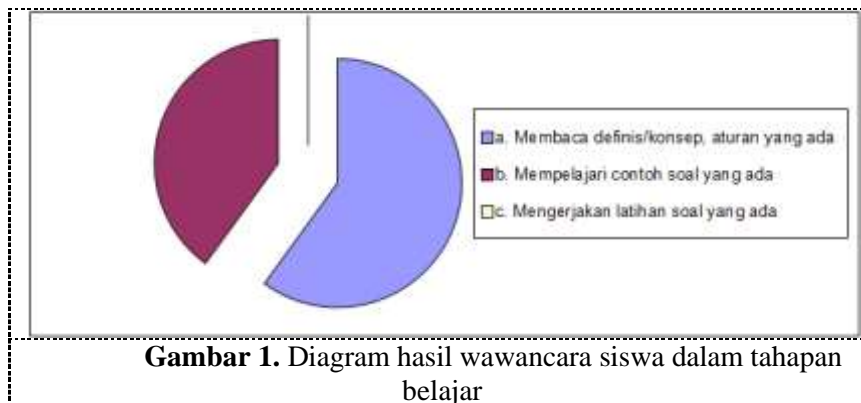 a. Membaca definis/konsep, aturan yang ada
b. Mempelajari contoh soal yang ada
c. Mengerjakan latihan soal yang ada
Gambar 1. Diagram hasil wawancara siswa dalam tahapan
belajar